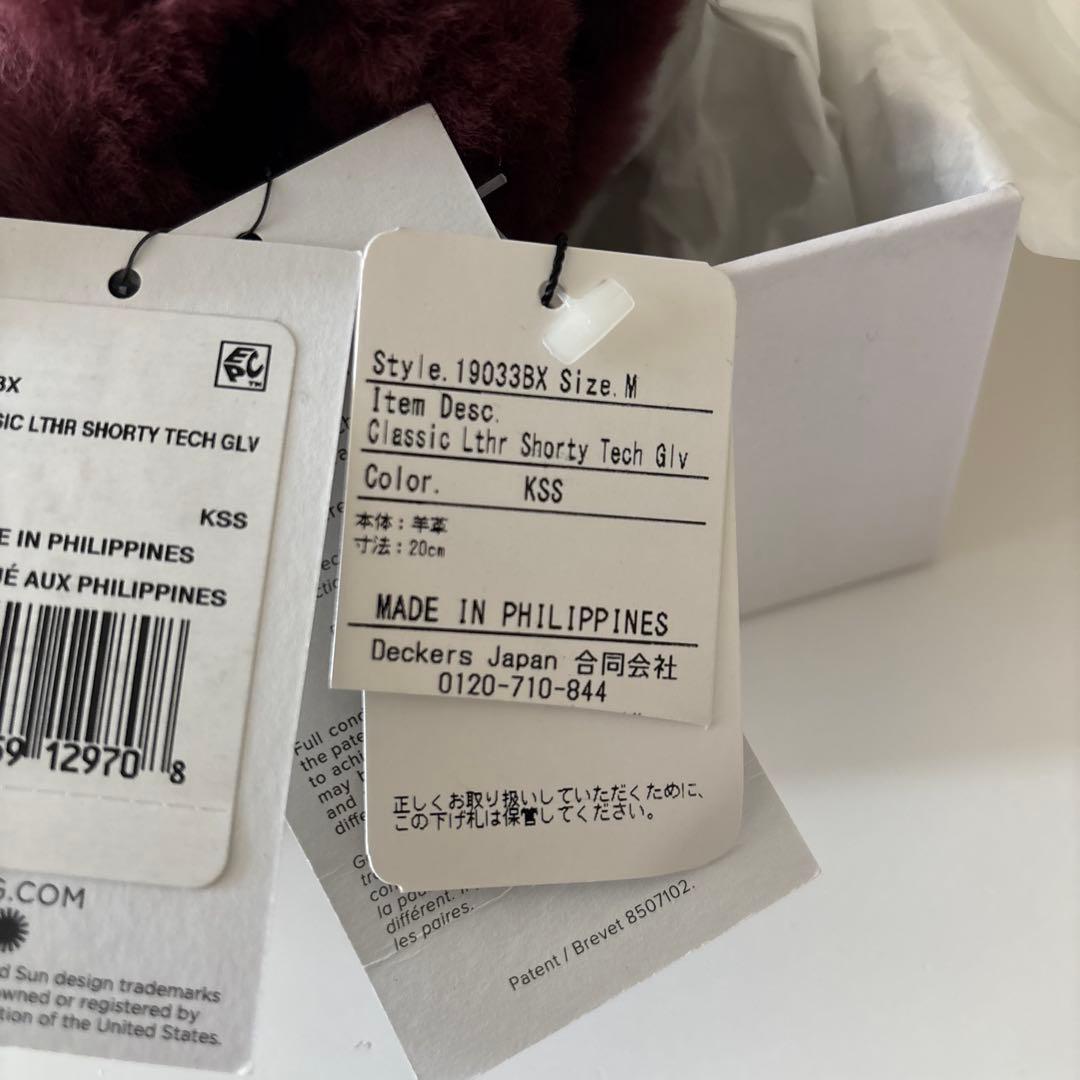 BX
SIC LTHR SHORTY TECH GLV
KSS
E IN PHILIPPINES
UÉ AUX PHILIPPINES
59 12970 8
G.COM
d Sun design trademarks
owned or registered by
tion of the United States.
Style.19033BX Size.M
Item Desc.
Classic Lthr Shorty Tech Glv
Color. KSS
本体：羊革
寸法：20cm
MADE IN PHILIPPINES
Deckers Japan 合同会社
0120-710-844
正しくお取り扱いしていただくために、
この下げ札は保管してください。
Full cond
the pate
to achi
may b
and
diffe
la pou
différent.
les paires.
Patent / Brevet 8507102.